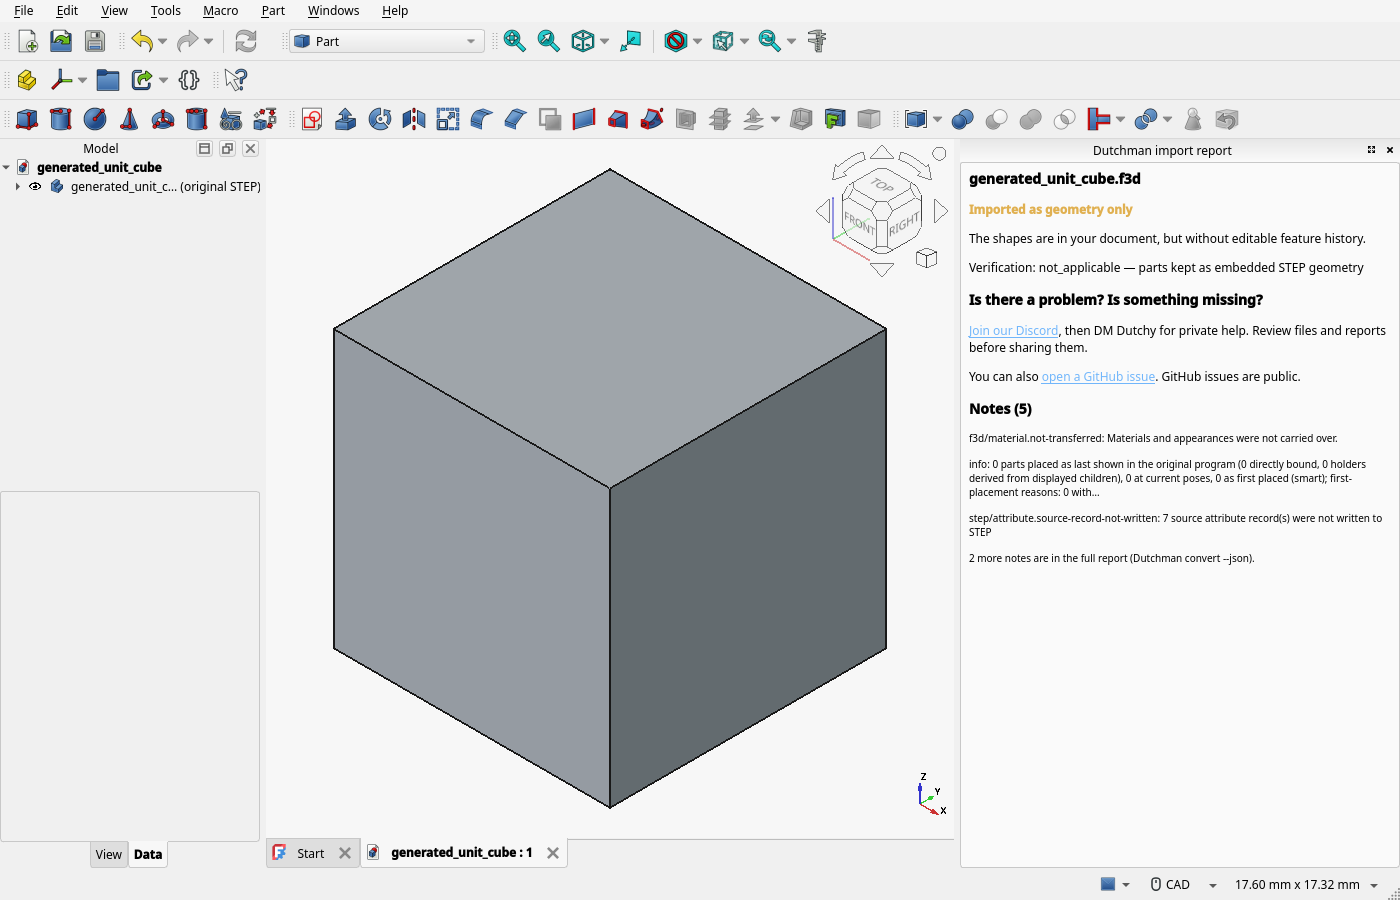 File Edit View Tools Macro Part Windows Help
Part
Model
generated_unit_cube
generated_unit_c... (original STEP)
View Data
TOP
FRONT
RIGHT
Z
Y
X
Start
generated_unit_cube : 1
Dutchman import report
generated_unit_cube.f3d
Imported as geometry only
The shapes are in your document, but without editable feature history.
Verification: not_applicable — parts kept as embedded STEP geometry
Is there a problem? Is something missing?
Join our Discord, then DM Dutchy for private help. Review files and reports
before sharing them.
You can also open a GitHub issue. GitHub issues are public.
Notes (5)
f3d/material.not-transferred: Materials and appearances were not carried over.
info: 0 parts placed as last shown in the original program (0 directly bound, 0 holders
derived from displayed children), 0 at current poses, 0 as first placed (smart); first-
placement reasons: 0 with...
step/attribute.source-record-not-written: 7 source attribute record(s) were not written to
STEP
2 more notes are in the full report (Dutchman convert --json).
CAD
17.60 mm x 17.32 mm